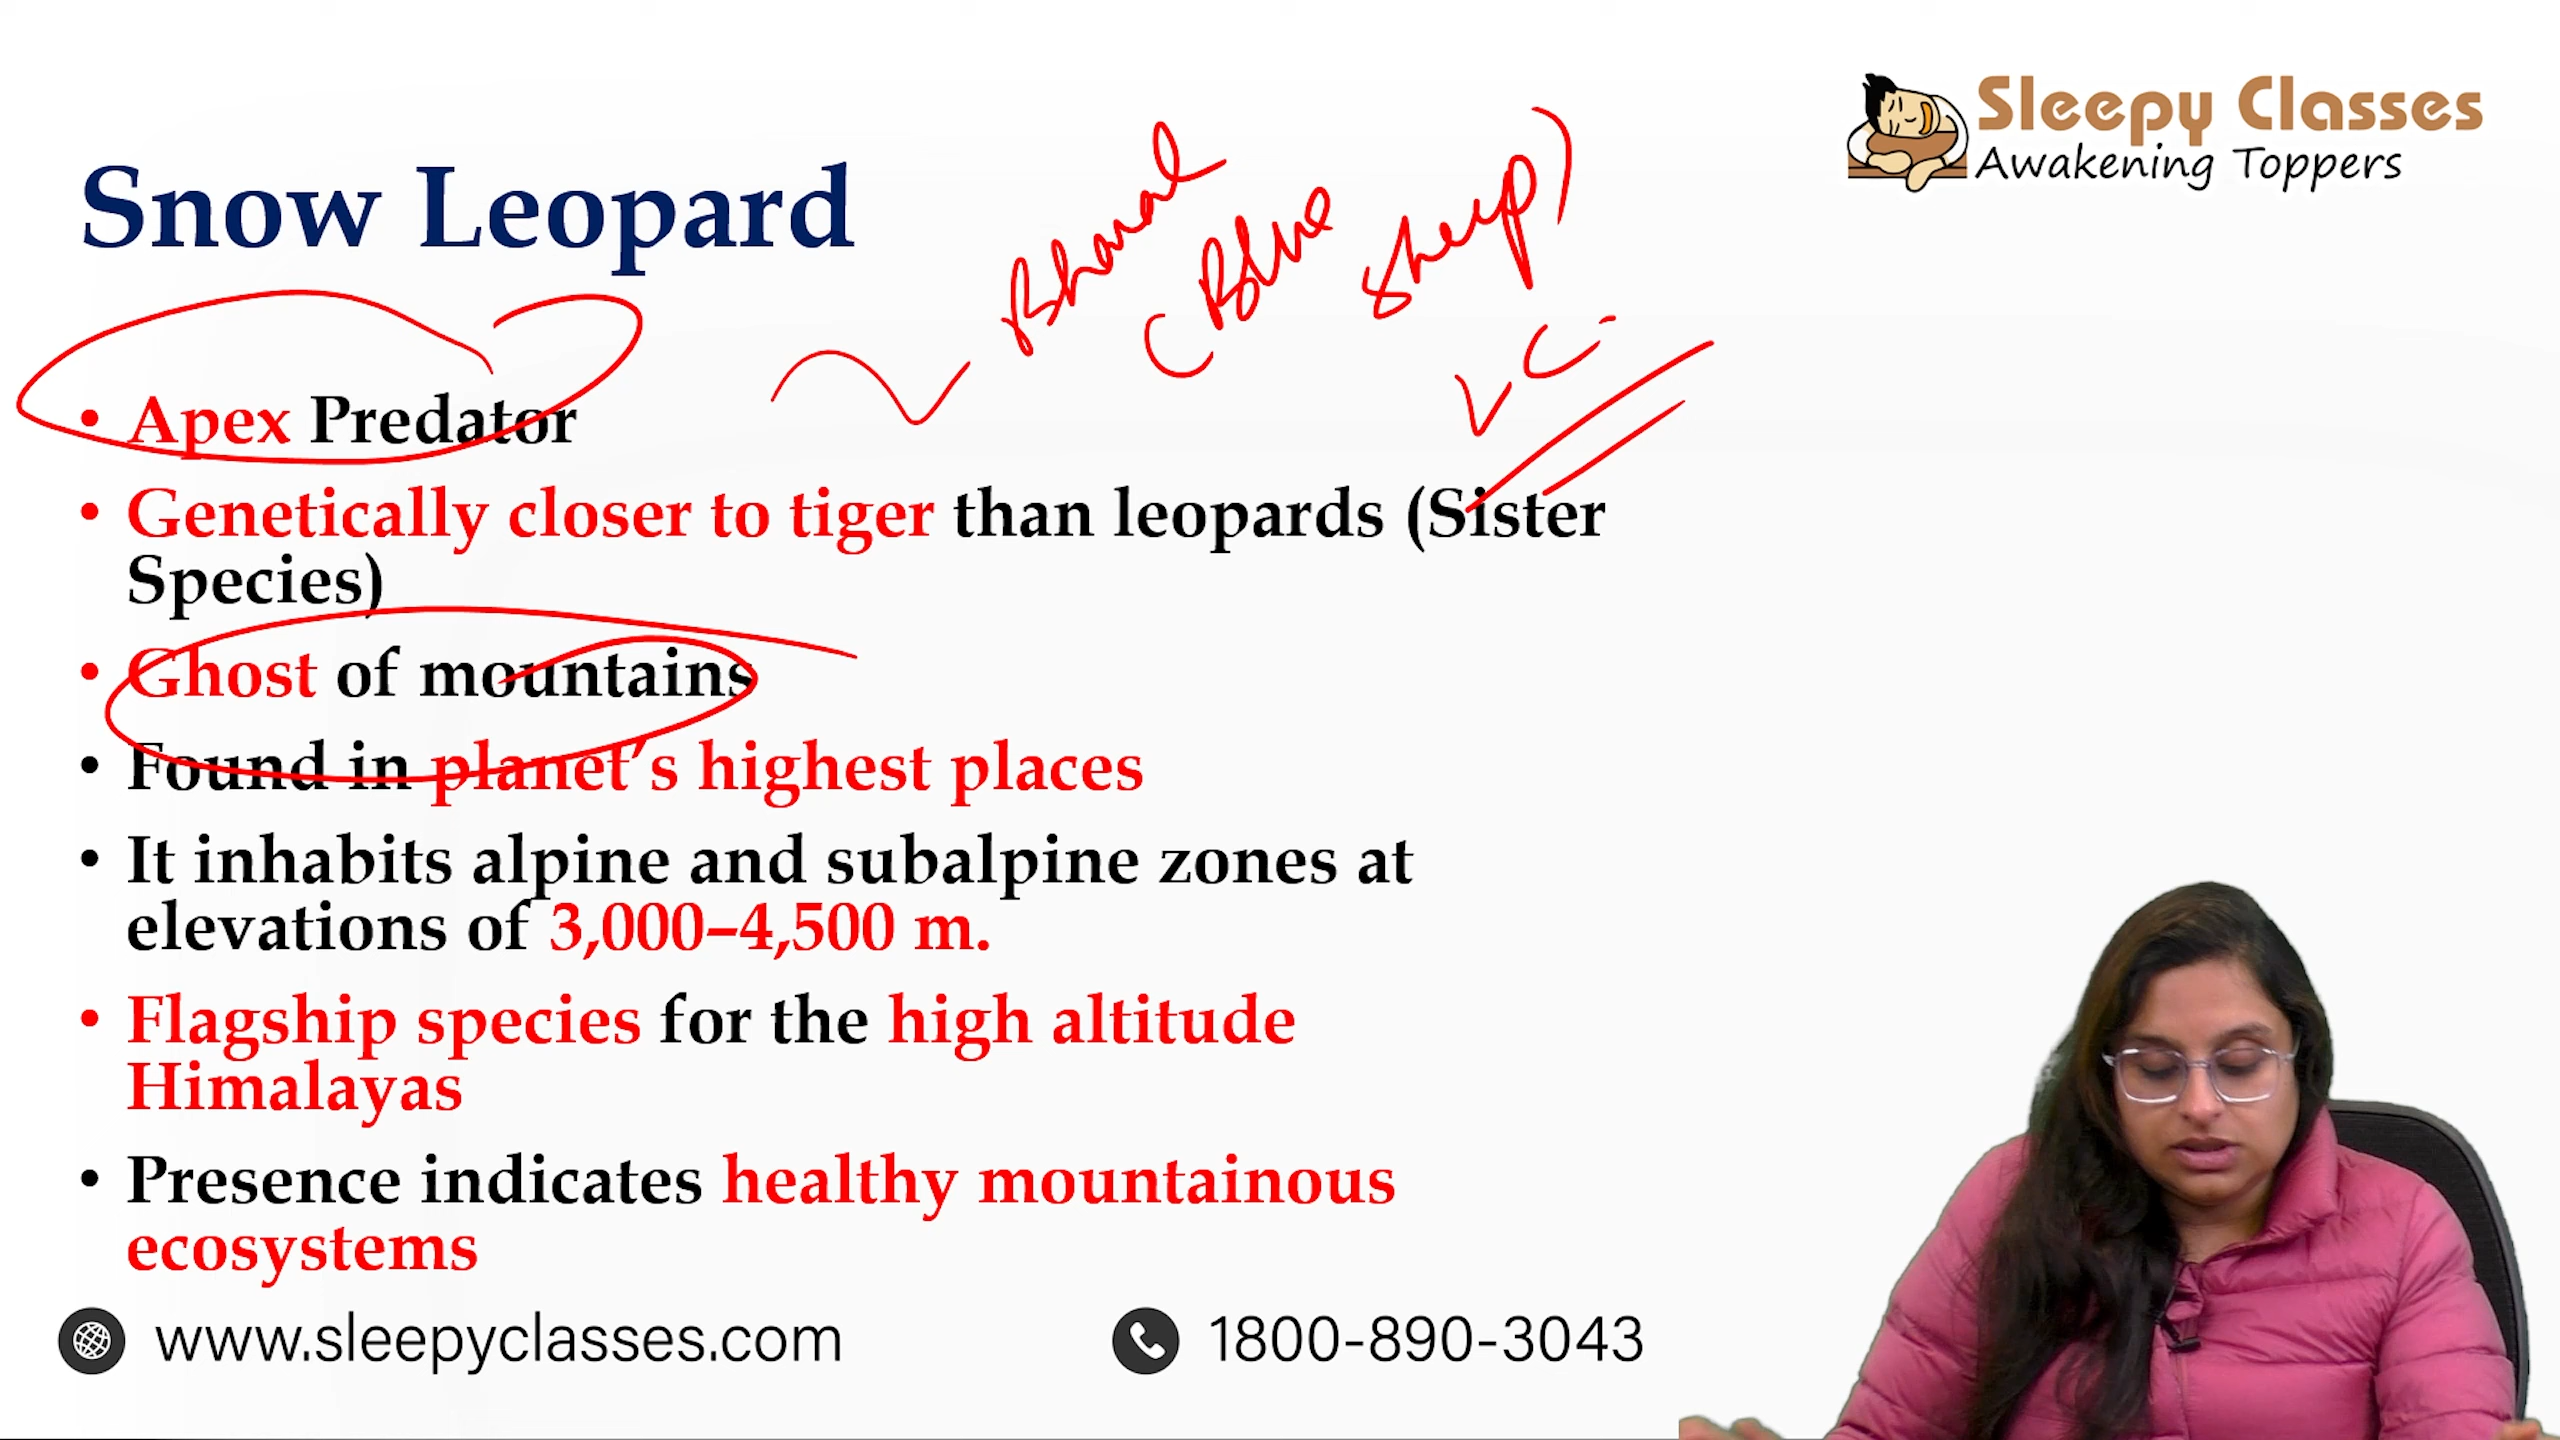 Sleepy Classes
Awakening Toppers
Snow Leopard
Bharal
(Blue Sheep)
LC.
• Apex Predator
• Genetically closer to tiger than leopards (Sister
Species)
• Ghost of mountains
• Found in planet’s highest places
• It inhabits alpine and subalpine zones at
elevations of 3,000–4,500 m.
• Flagship species for the high altitude
Himalayas
• Presence indicates healthy mountainous
ecosystems
www.sleepyclasses.com
1800-890-3043